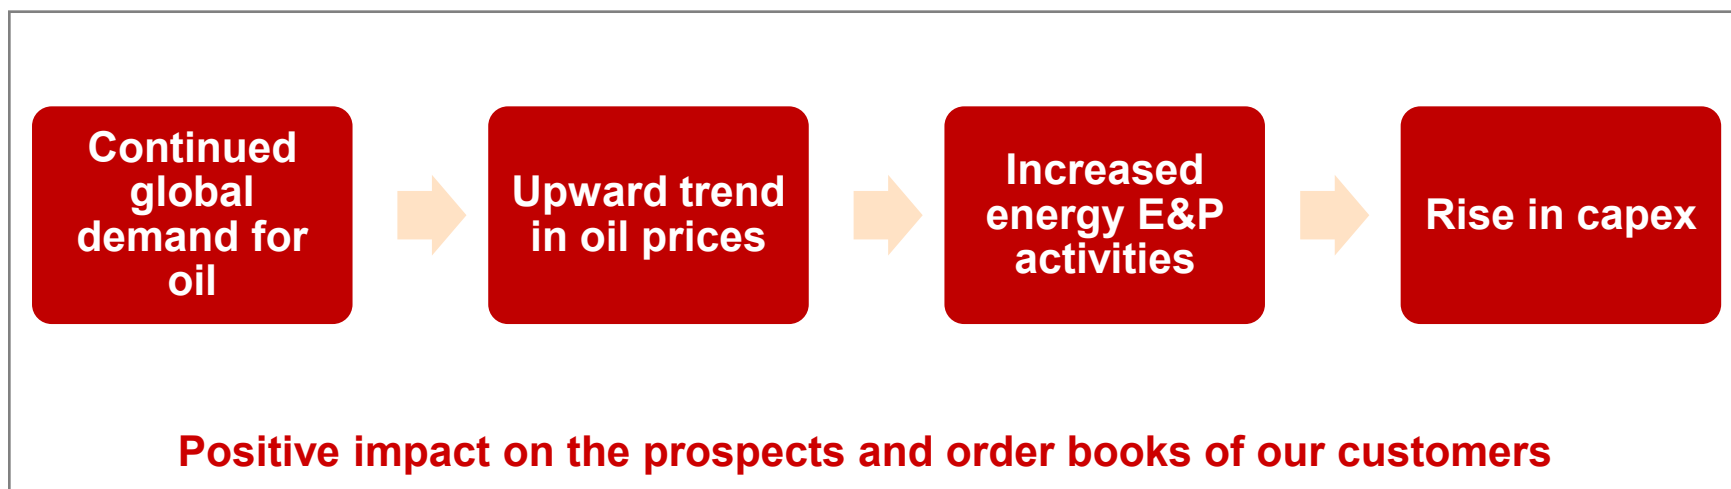 Continued
global
demand for
oil
Upward trend
in oil prices
Increased
energy E&P
activities
Rise in capex
Positive impact on the prospects and order books of our customers